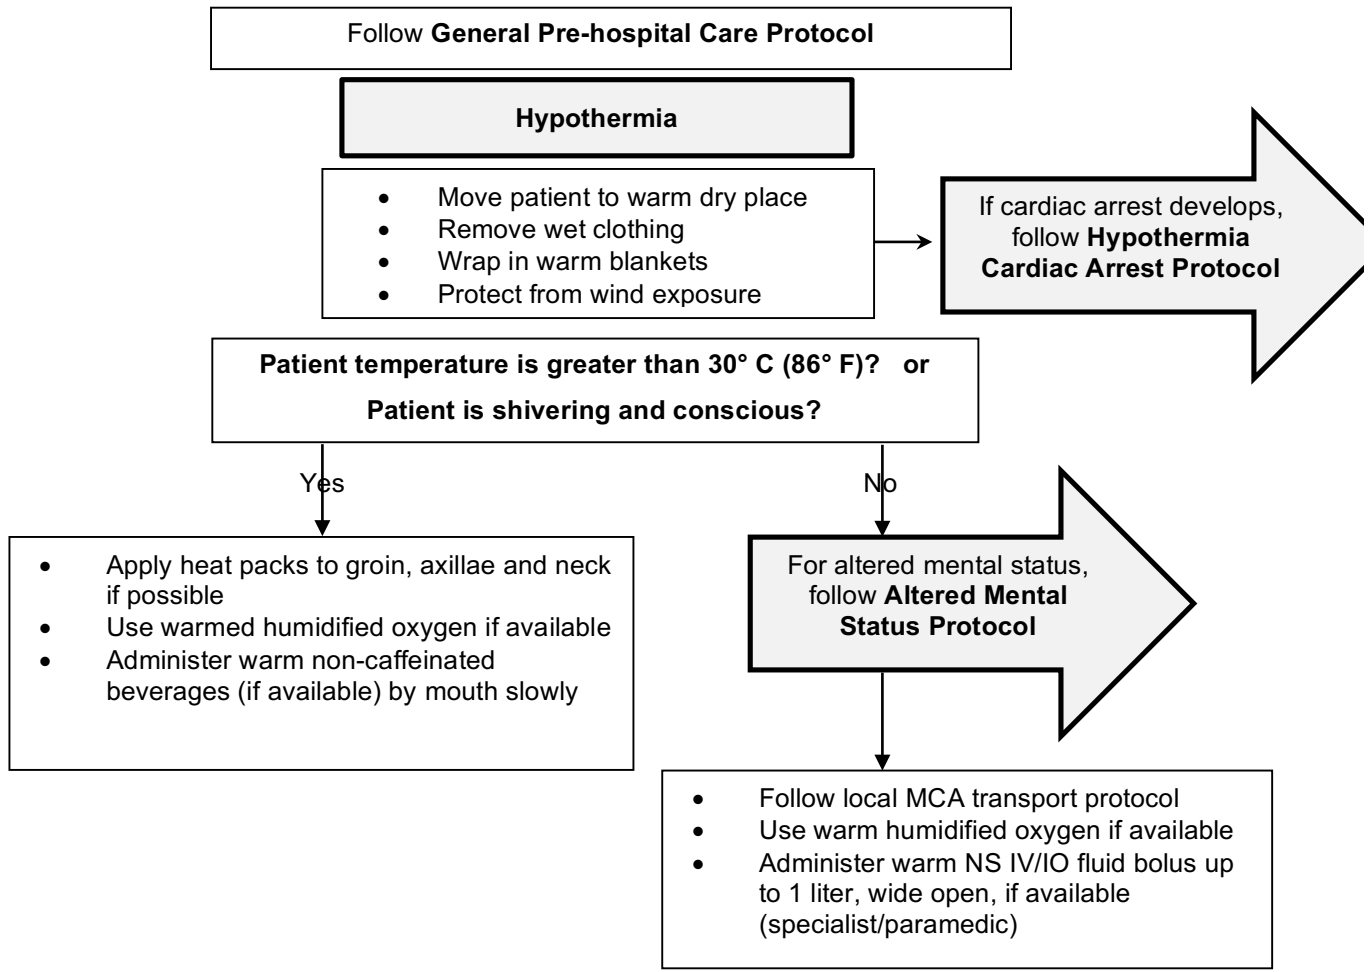 Follow General Pre-hospital Care Protocol
Hypothermia
• Move patient to warm dry place
• Remove wet clothing
• Wrap in warm blankets
• Protect from wind exposure
If cardiac arrest develops,
follow Hypothermia
Cardiac Arrest Protocol
Patient temperature is greater than 30° C (86° F)? or
Patient is shivering and conscious?
Yes
No
• Apply heat packs to groin, axillae and neck
if possible
• Use warmed humidified oxygen if available
• Administer warm non-caffeinated
beverages (if available) by mouth slowly
For altered mental status,
follow Altered Mental
Status Protocol
• Follow local MCA transport protocol
• Use warm humidified oxygen if available
• Administer warm NS IV/IO fluid bolus up
to 1 liter, wide open, if available
(specialist/paramedic)